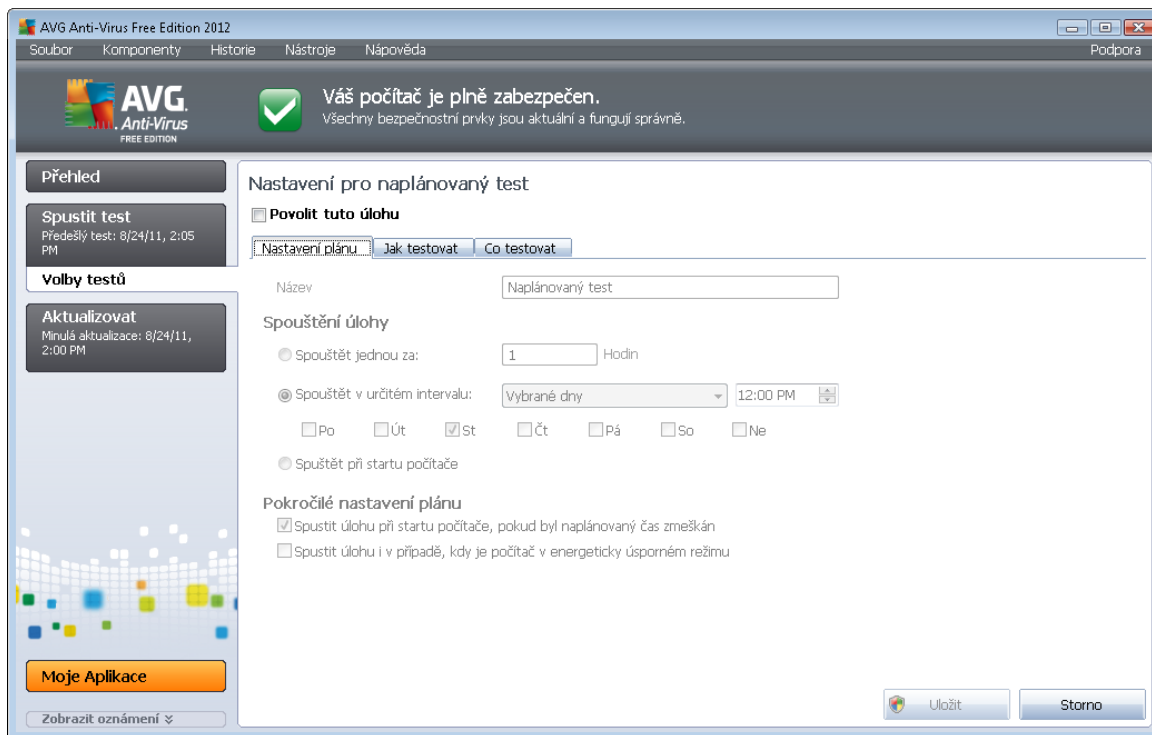 AVG Anti-Virus Free Edition 2012
Soubor Komponenty Historie Nástroje Nápověda Podpora
AVG.
Anti-Virus
FREE EDITION
Váš počítač je plně zabezpečen.
Všechny bezpečnostní prvky jsou aktuální a fungují správně.
Přehled
Spustit test
Předešlý test: 8/24/11, 2:05
PM
Volby testů
Aktualizovat
Minulá aktualizace: 8/24/11,
2:00 PM
Moje Aplikace
Zobrazit oznámení
Nastavení pro naplánovaný test
Povolit tuto úlohu
Nastavení plánu Jak testovat Co testovat
Název Naplánovaný test
Spouštění úlohy
Spouštět jednou za: 1 Hodin
Spouštět v určitém intervalu: Vybrané dny 12:00 PM
Po Út St Čt Pá So Ne
Spuštět při startu počítače
Pokročilé nastavení plánu
Spustit úlohu při startu počítače, pokud byl naplánovaný čas zmeškán
Spustit úlohu i v případě, kdy je počítač v energeticky úsporném režimu
Uložit Storno